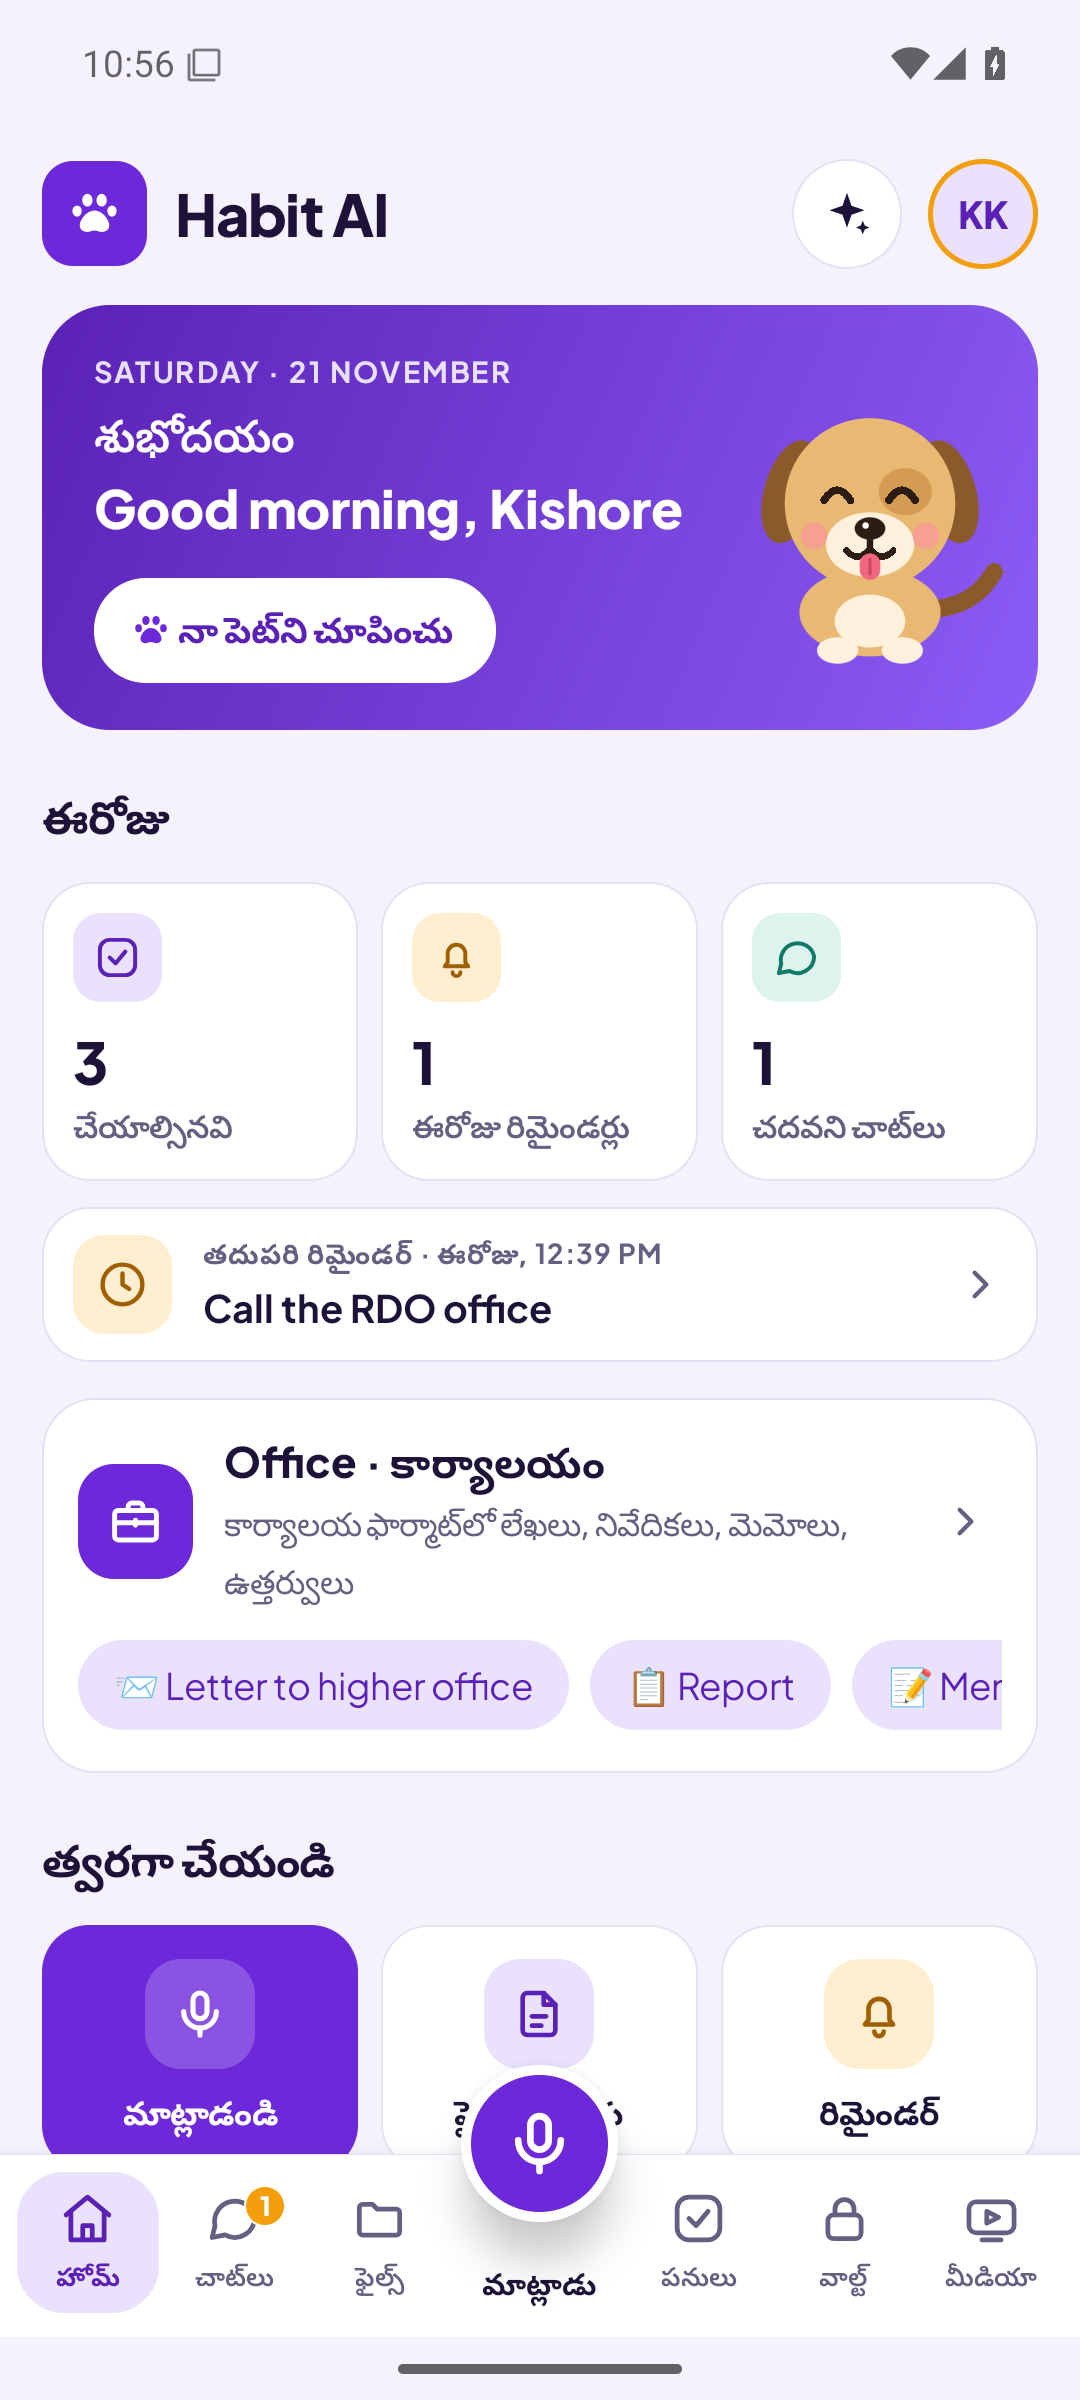 10:56
Habit AI
KK
SATURDAY · 21 NOVEMBER
శుభోదయం
Good morning, Kishore
నా పెట్‌ని చూపించు
ఈరోజు
3
చేయాల్సినవి
1
ఈరోజు రిమైండర్లు
1
చదవని చాట్‌లు
తదుపరి రిమైండర్ · ఈరోజు, 12:39 PM
Call the RDO office
Office · కార్యాలయం
కార్యాలయ ఫార్మాట్‌లో లేఖలు, నివేదికలు, మెమోలు,
ఉత్తర్వులు
Letter to higher office
Report
త్వరగా చేయండి
మాట్లాడండి
రిమైండర్
1
హోమ్
చాట్‌లు
ఫైల్స్
మాట్లాడు
పనులు
వాల్ట్
మీడియా